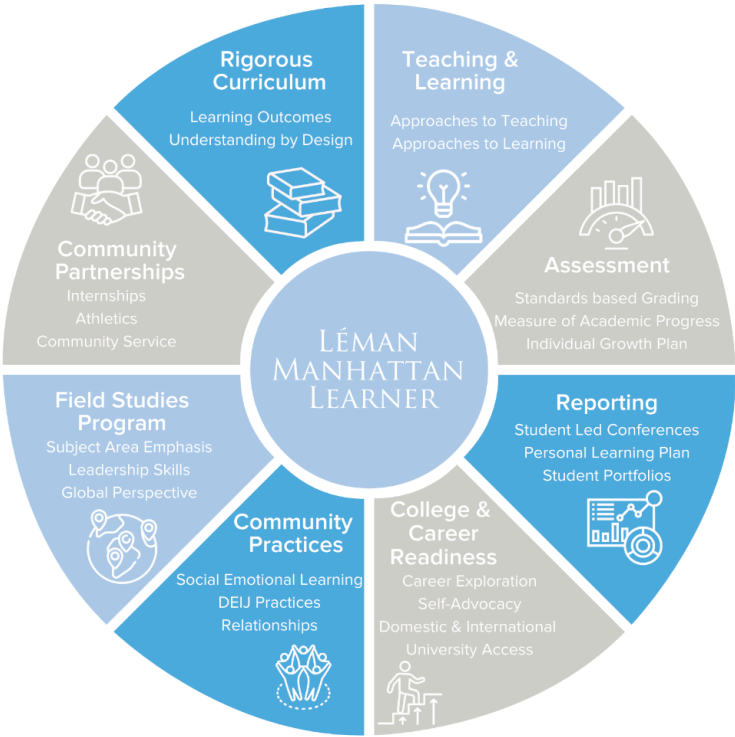 Rigorous
Curriculum
Learning Outcomes
Understanding by Design
Teaching &
Learning
Approaches to Teaching
Approaches to Learning
Assessment
Standards based Grading
Measure of Academic Progress
Individual Growth Plan
Reporting
Student Led Conferences
Personal Learning Plan
Student Portfolios
College &
Career
Readiness
Career Exploration
Self-Advocacy
Domestic & International
University Access
Community
Practices
Social Emotional Learning
DEIJ Practices
Relationships
Field Studies
Program
Subject Area Emphasis
Leadership Skills
Global Perspective
Community
Partnerships
Internships
Athletics
Community Service
LÉMAN
MANHATTAN
LEARNER